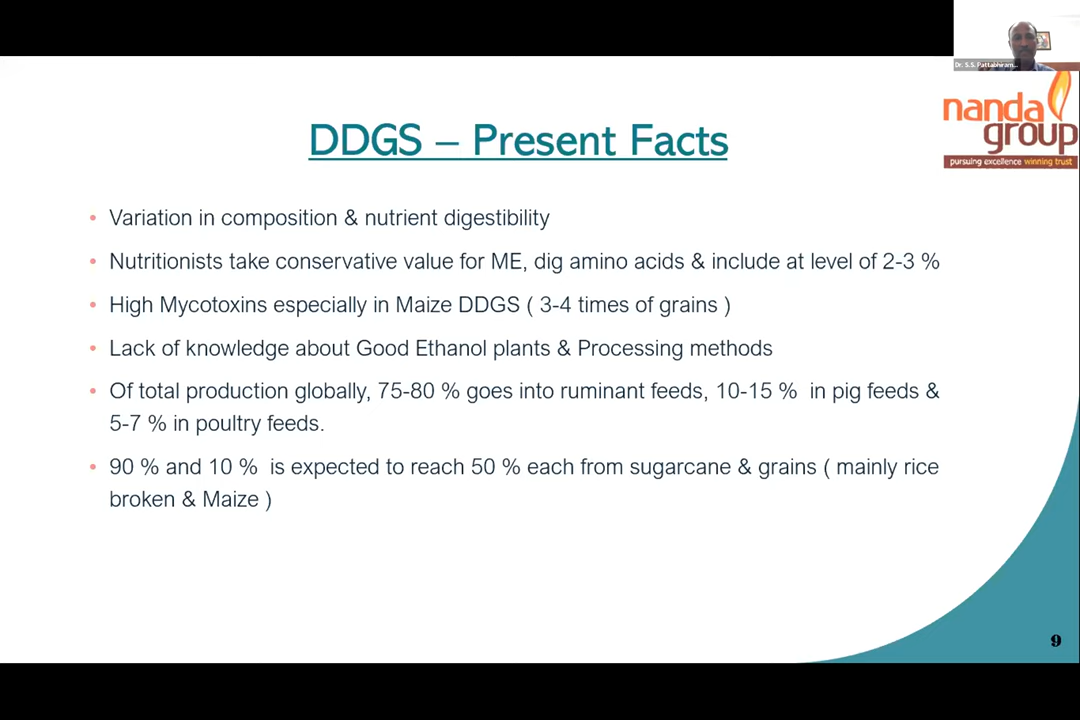 Dr. S.S. Pattabhiram...
nanda
group
pursuing excellence winning trust
DDGS – Present Facts
• Variation in composition & nutrient digestibility
• Nutritionists take conservative value for ME, dig amino acids & include at level of 2-3 %
• High Mycotoxins especially in Maize DDGS ( 3-4 times of grains )
• Lack of knowledge about Good Ethanol plants & Processing methods
• Of total production globally, 75-80 % goes into ruminant feeds, 10-15 % in pig feeds &
5-7 % in poultry feeds.
• 90 % and 10 % is expected to reach 50 % each from sugarcane & grains ( mainly rice
broken & Maize )
9